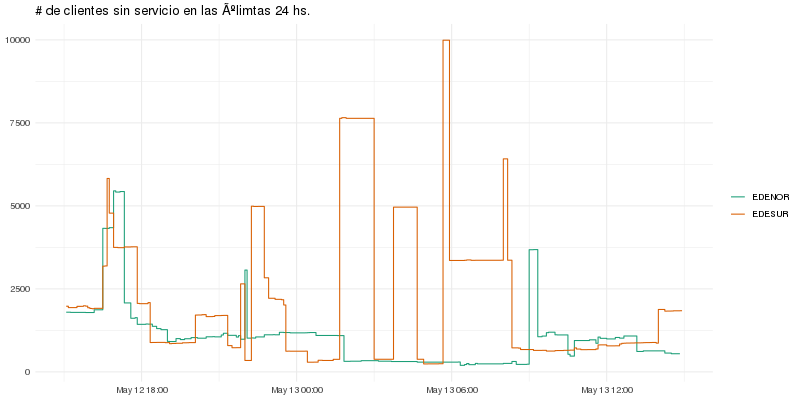 # de clientes sin servicio en las Ãºlimtas 24 hs.
10000
7500
5000
2500
0
May 12 18:00
May 13 00:00
May 13 06:00
May 13 12:00
EDENOR
EDESUR